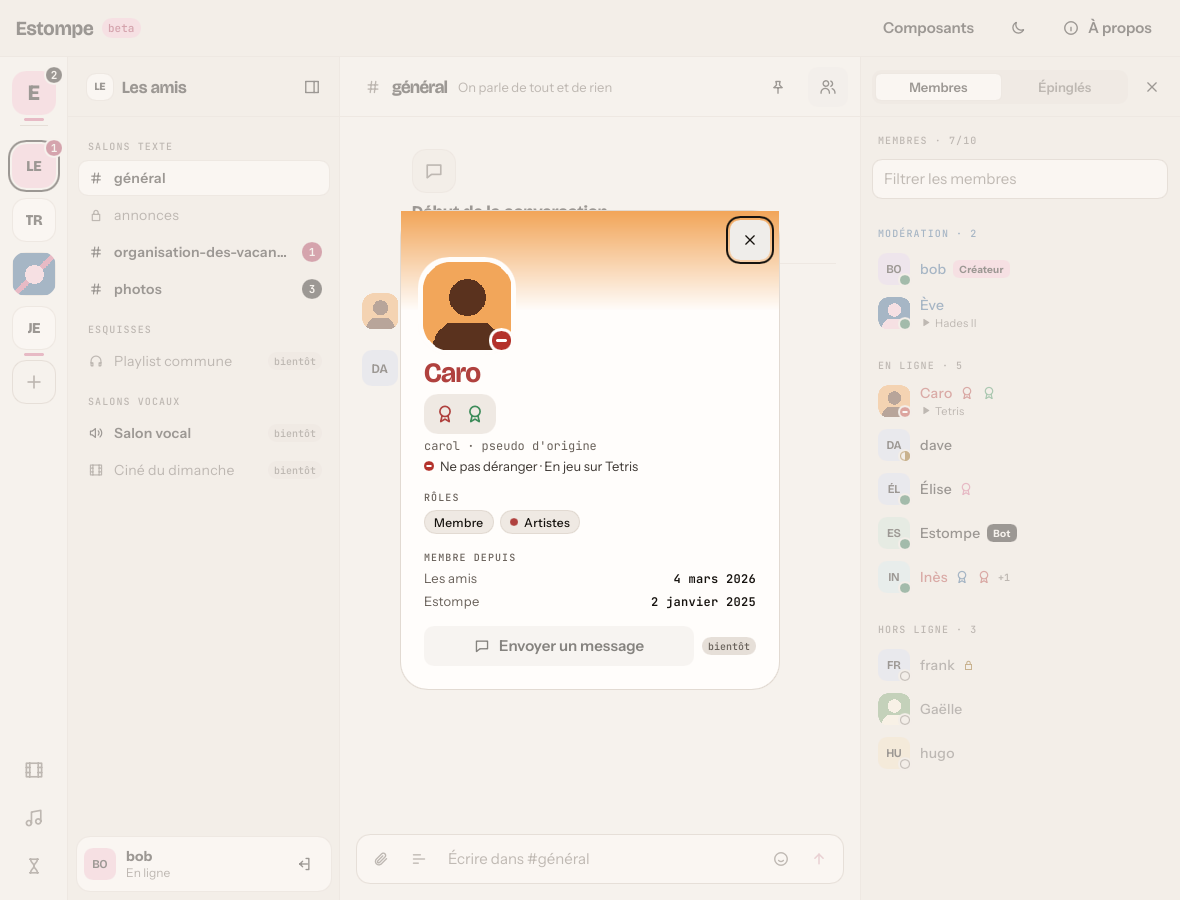 Estompe beta
Composants
À propos
E 2
LE 1
TR
JE
LE Les amis
SALONS TEXTE
# général
annonces
# organisation-des-vacan... 1
# photos 3
ESQUISSES
Playlist commune bientôt
SALONS VOCAUX
Salon vocal bientôt
Ciné du dimanche bientôt
BO bob
En ligne
# général On parle de tout et de rien
Début de la conversation
DA
Caro
carol · pseudo d'origine
Ne pas déranger · En jeu sur Tetris
RÔLES
Membre Artistes
MEMBRE DEPUIS
Les amis 4 mars 2026
Estompe 2 janvier 2025
Envoyer un message bientôt
Écrire dans #général
Membres Épinglés
MEMBRES · 7/10
Filtrer les membres
MODÉRATION · 2
BO bob Créateur
Ève
Hades II
EN LIGNE · 5
Caro
Tetris
DA dave
ÉL Élise
ES Estompe Bot
IN Inès +1
HORS LIGNE · 3
FR frank
Gaëlle
HU hugo